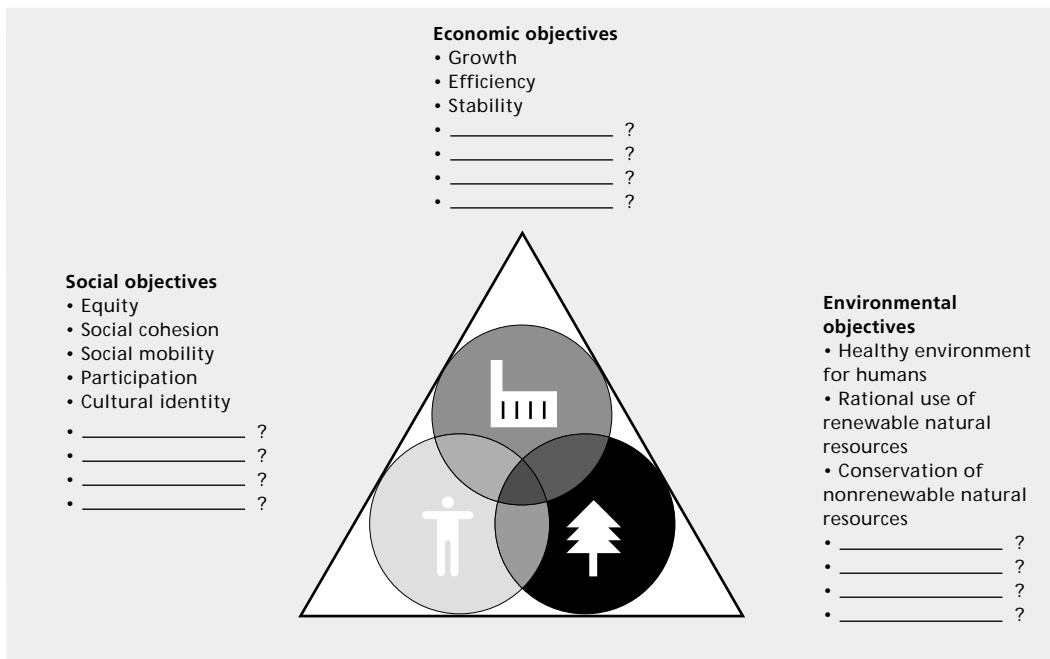 Economic objectives
• Growth
• Efficiency
• Stability
• ________________ ?
• ________________ ?
• ________________ ?
• ________________ ?
Social objectives
• Equity
• Social cohesion
• Social mobility
• Participation
• Cultural identity
• ________________ ?
• ________________ ?
• ________________ ?
• ________________ ?
Environmental
objectives
• Healthy environment
for humans
• Rational use of
renewable natural
resources
• Conservation of
nonrenewable natural
resources
• ________________ ?
• ________________ ?
• ________________ ?
• ________________ ?